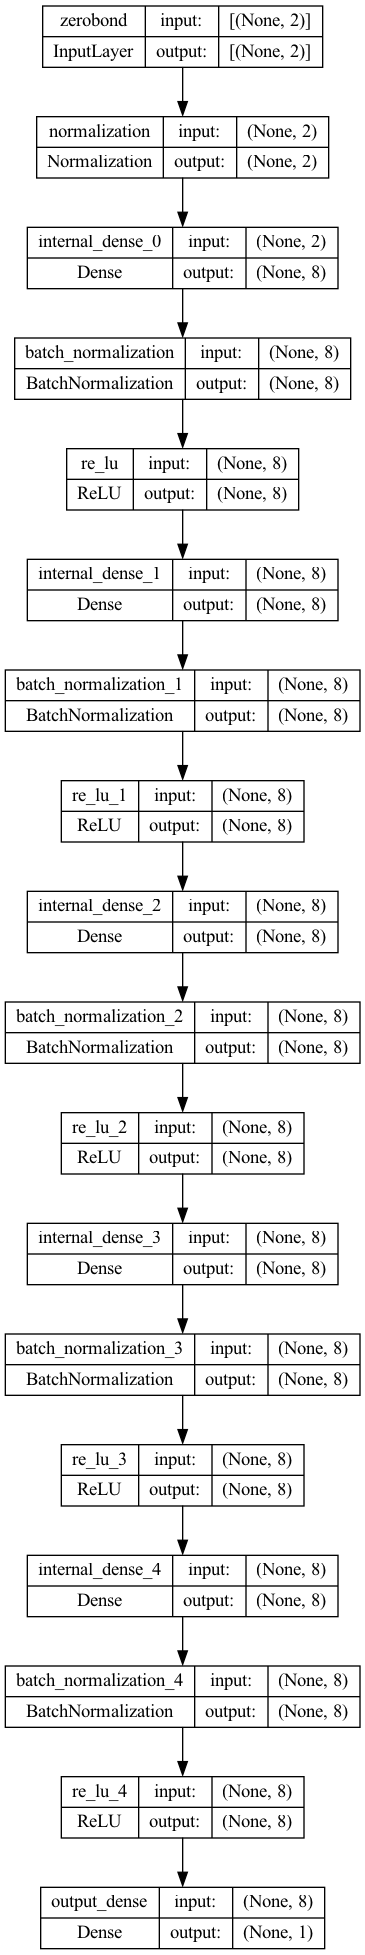 zerobond input: [(None, 2)]
InputLayer output: [(None, 2)]
normalization input: (None, 2)
Normalization output: (None, 2)
internal_dense_0 input: (None, 2)
Dense output: (None, 8)
batch_normalization input: (None, 8)
BatchNormalization output: (None, 8)
re_lu input: (None, 8)
ReLU output: (None, 8)
internal_dense_1 input: (None, 8)
Dense output: (None, 8)
batch_normalization_1 input: (None, 8)
BatchNormalization output: (None, 8)
re_lu_1 input: (None, 8)
ReLU output: (None, 8)
internal_dense_2 input: (None, 8)
Dense output: (None, 8)
batch_normalization_2 input: (None, 8)
BatchNormalization output: (None, 8)
re_lu_2 input: (None, 8)
ReLU output: (None, 8)
internal_dense_3 input: (None, 8)
Dense output: (None, 8)
batch_normalization_3 input: (None, 8)
BatchNormalization output: (None, 8)
re_lu_3 input: (None, 8)
ReLU output: (None, 8)
internal_dense_4 input: (None, 8)
Dense output: (None, 8)
batch_normalization_4 input: (None, 8)
BatchNormalization output: (None, 8)
re_lu_4 input: (None, 8)
ReLU output: (None, 8)
output_dense input: (None, 8)
Dense output: (None, 1)